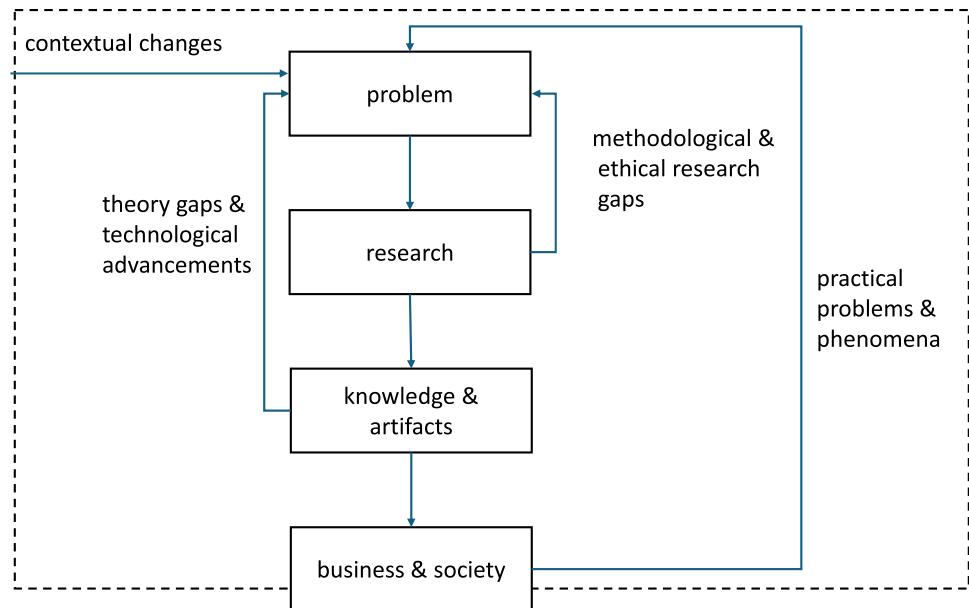 contextual changes
problem
methodological &
ethical research
gaps
theory gaps &
technological
advancements
research
practical
problems &
phenomena
knowledge &
artifacts
business & society